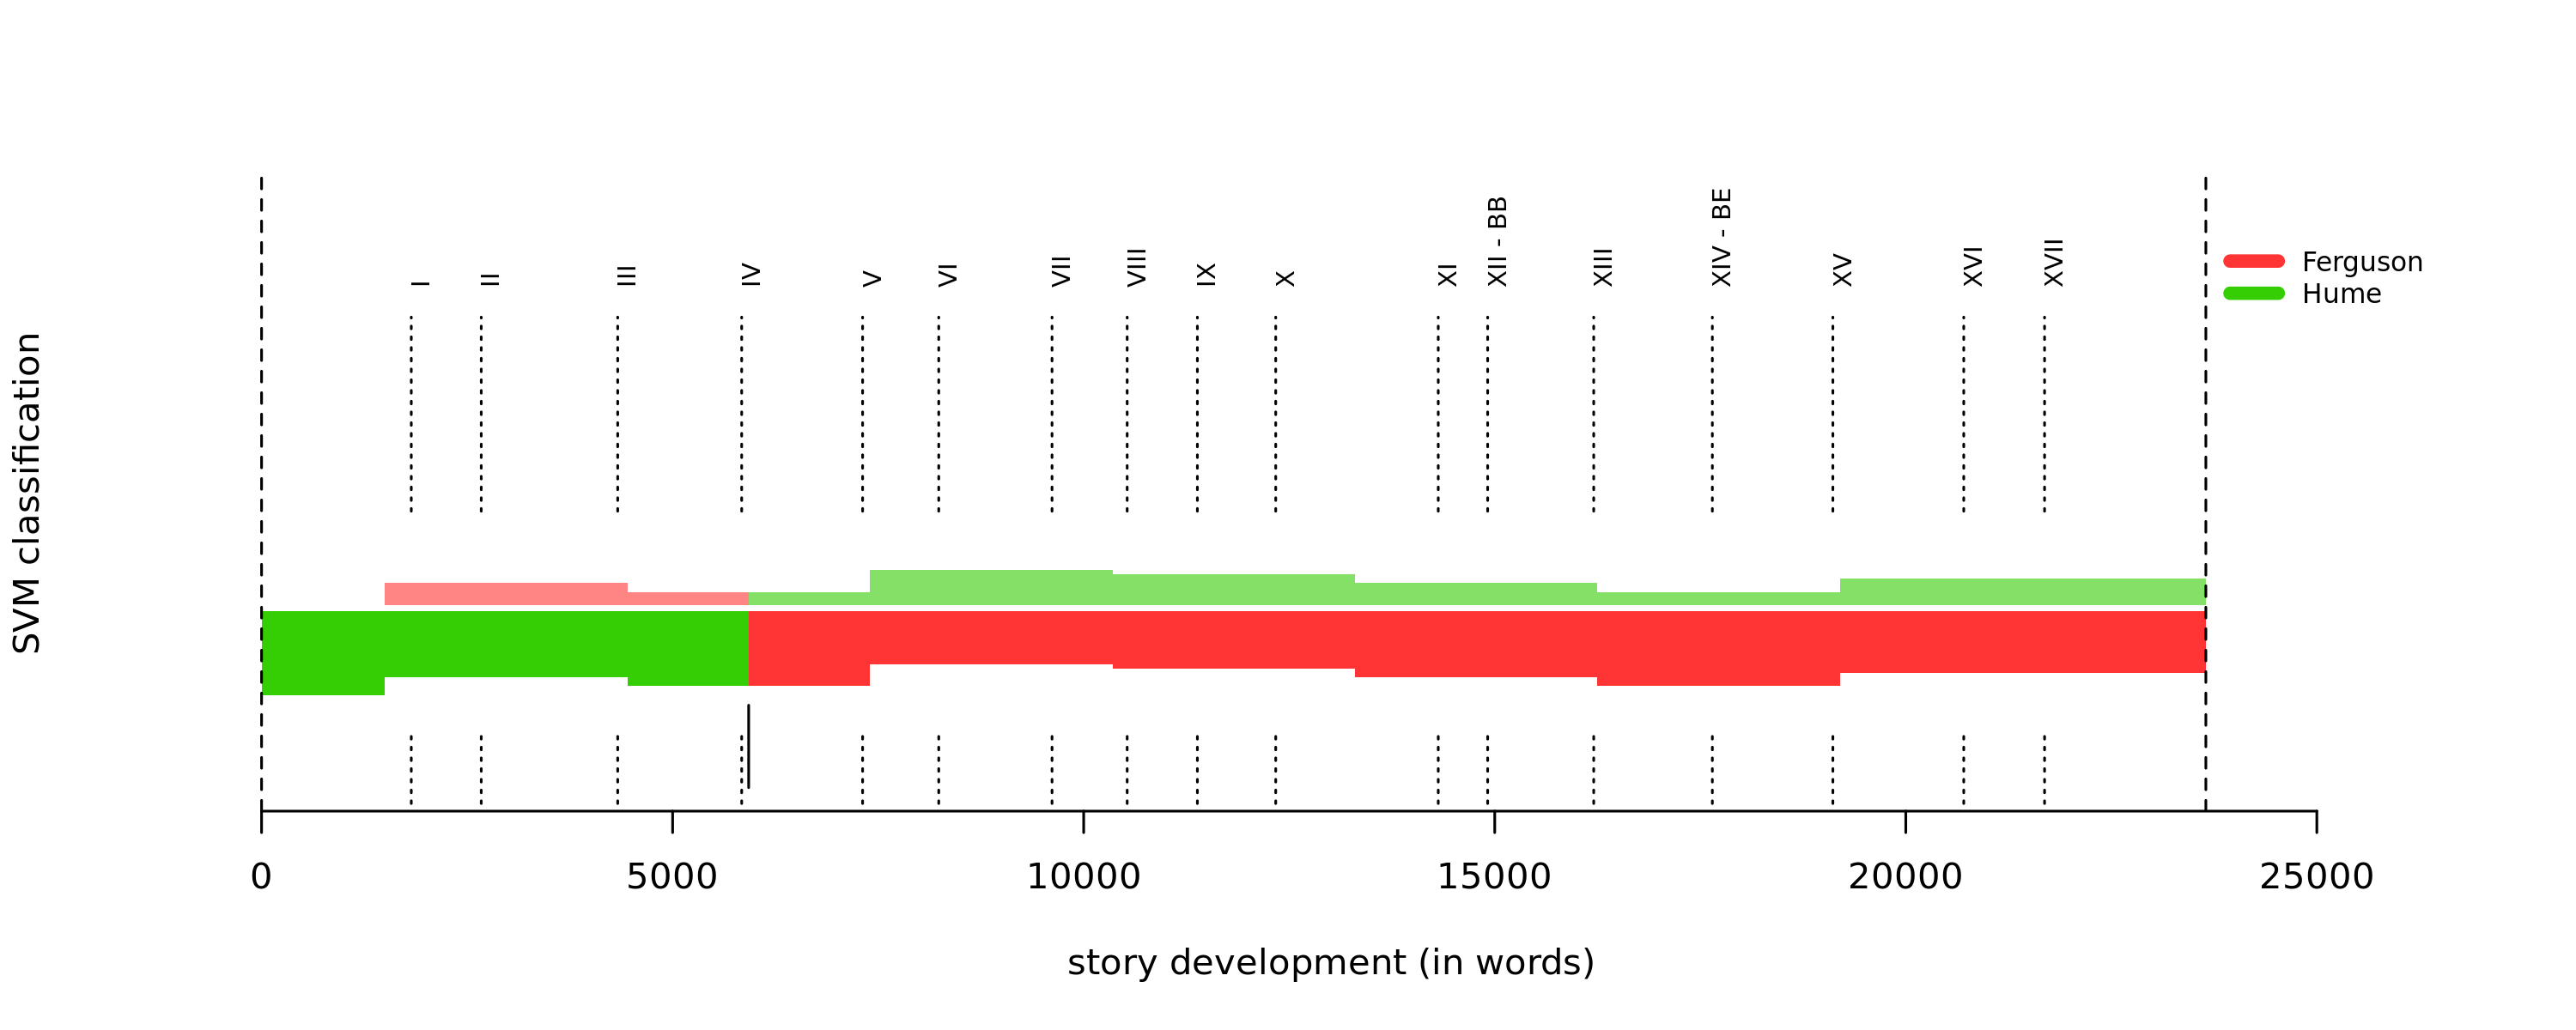 I
II
III
IV
V
VI
VII
VIII
IX
X
XI
XII - BB
XIII
XIV - BE
XV
XVI
XVII
Ferguson
Hume
SVM classification
0
5000
10000
15000
20000
25000
story development (in words)